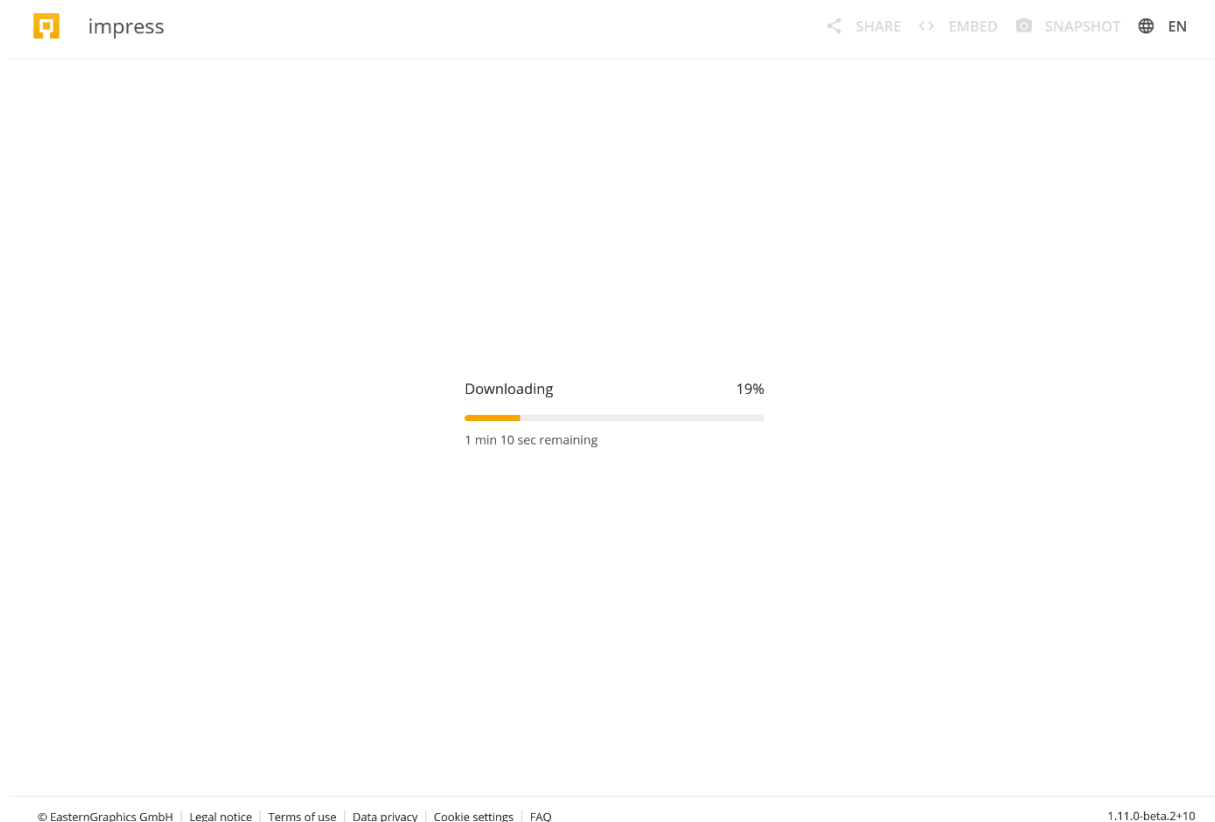 impress
SHARE EMBED SNAPSHOT EN
Downloading 19%
1 min 10 sec remaining
© EasternGraphics GmbH Legal notice Terms of use Data privacy Cookie settings FAQ
1.11.0-beta.2+10